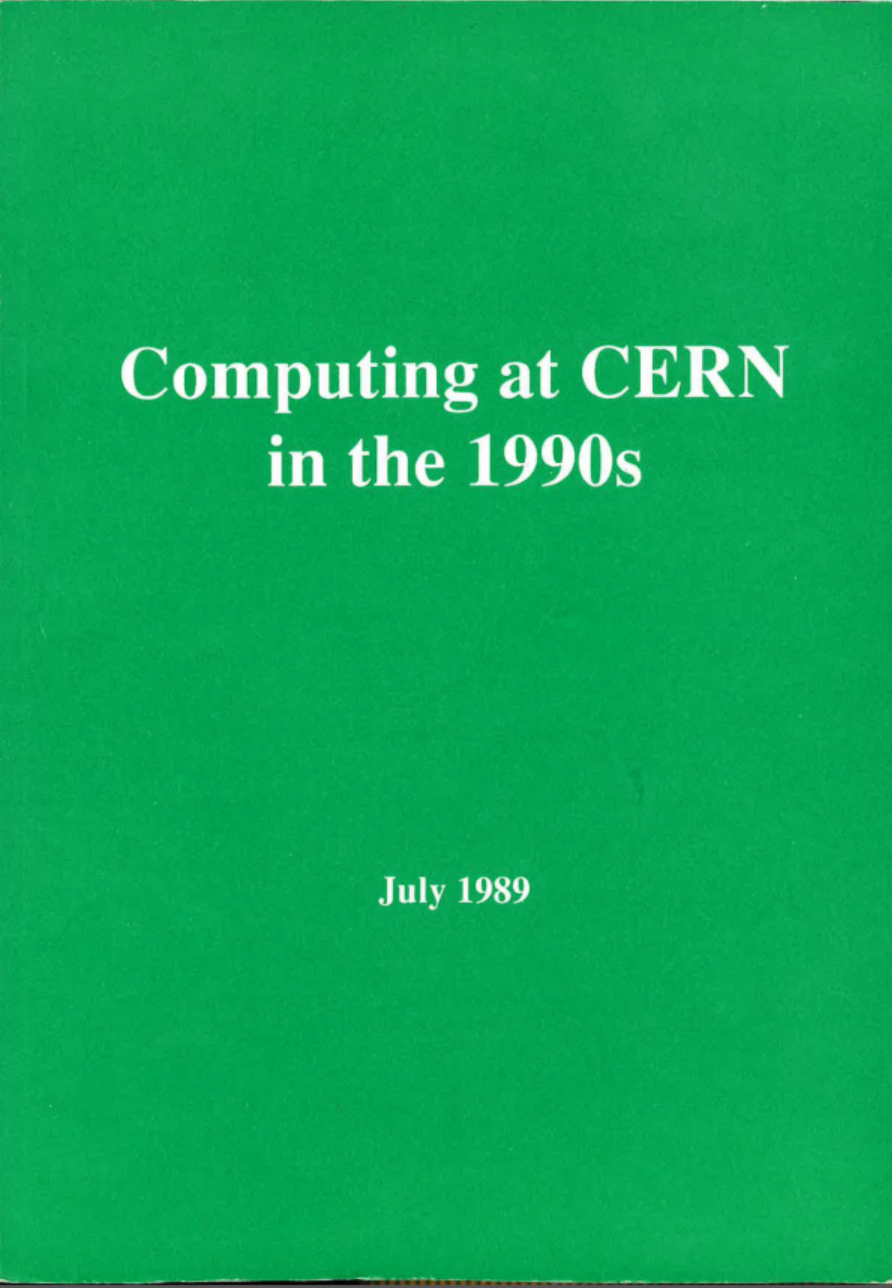 Computing at CERN
in the 1990s
July 1989